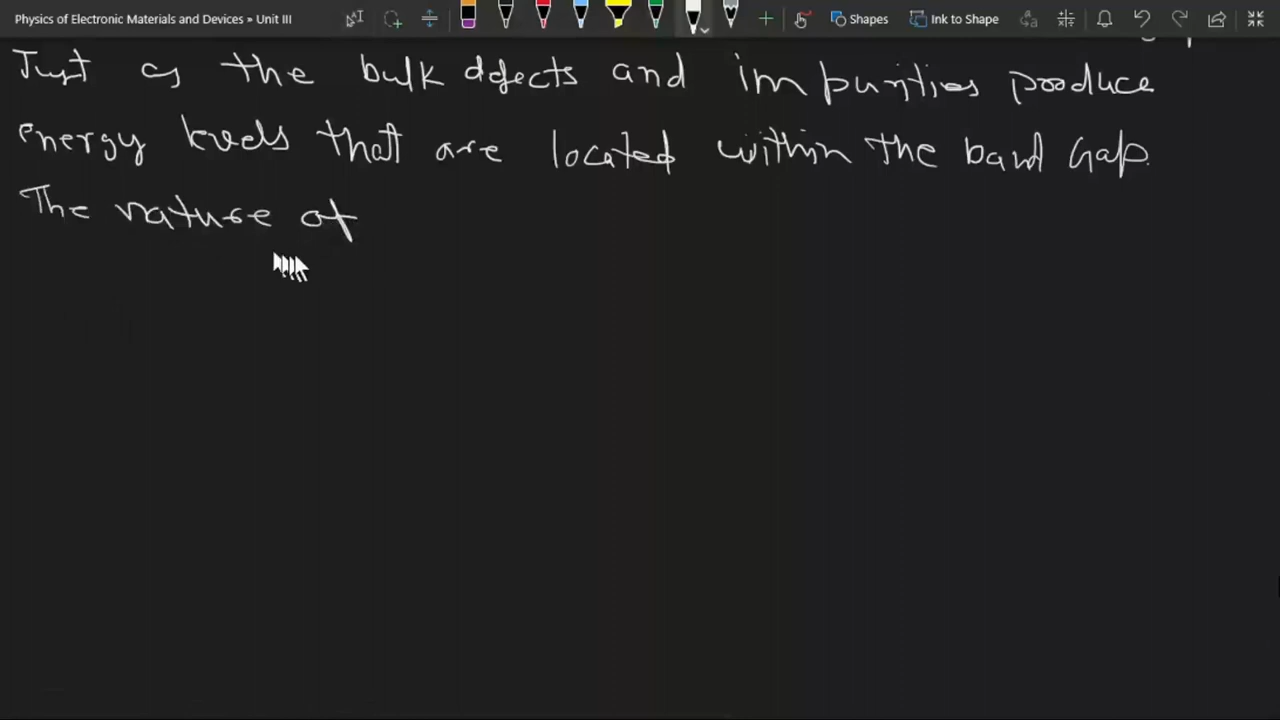 Physics of Electronic Materials and Devices » Unit III
Shapes
Ink to Shape
Just as the bulk defects and impurities produce
energy levels that are located within the band Gap.
The nature of